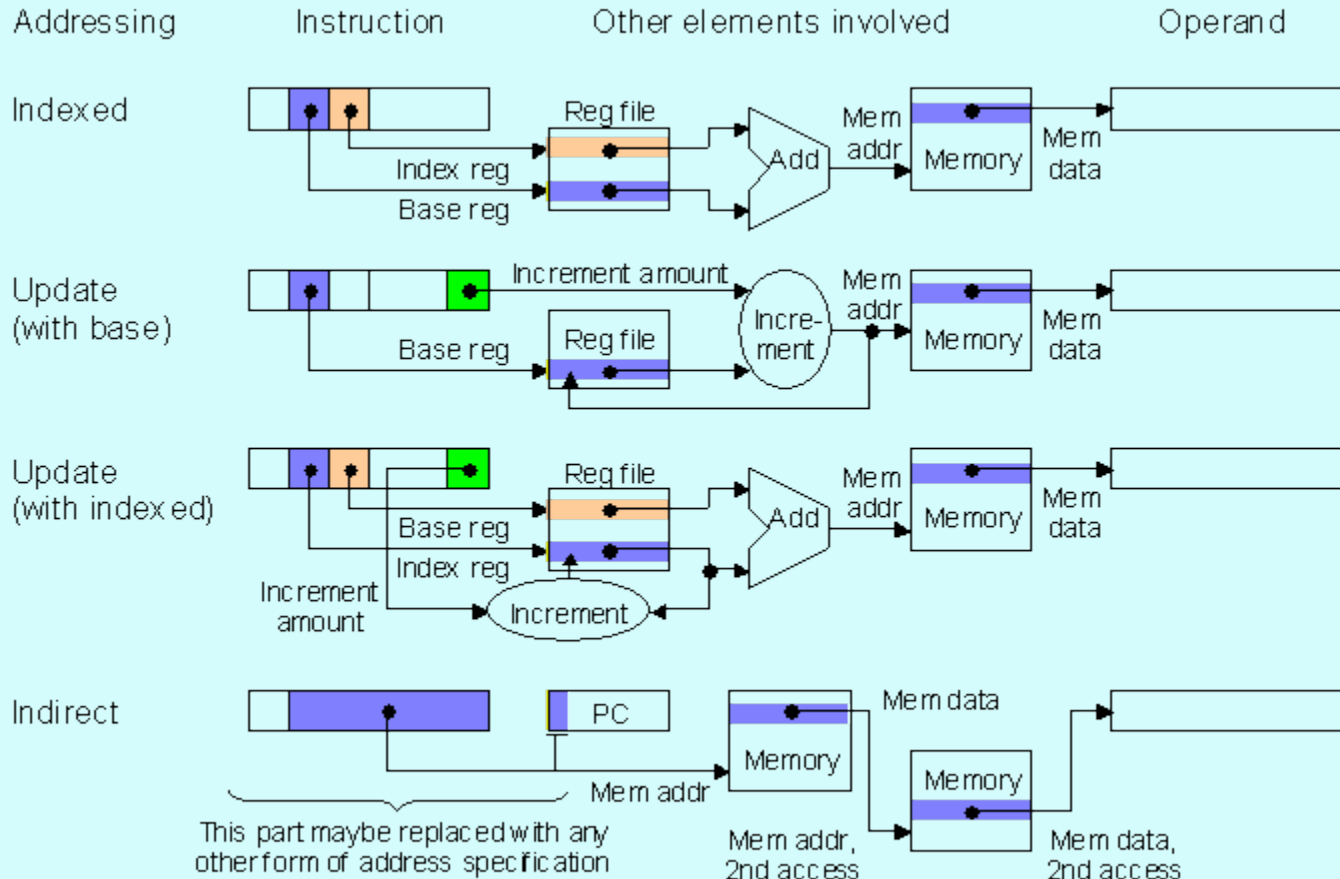 Addressing Instruction Other elements involved Operand
Indexed
Reg file
Index reg
Base reg
Add
Mem
addr
Memory
Mem
data
Update
(with base)
Increment amount
Reg file
Base reg
Incre-
ment
Mem
addr
Memory
Mem
data
Update
(with indexed)
Reg file
Base reg
Index reg
Increment
amount
Increment
Add
Mem
addr
Memory
Mem
data
Indirect
PC
Mem addr
Memory
Mem data
Memory
This part maybe replaced with any
other form of address specification
Mem addr,
2nd access
Mem data,
2nd access